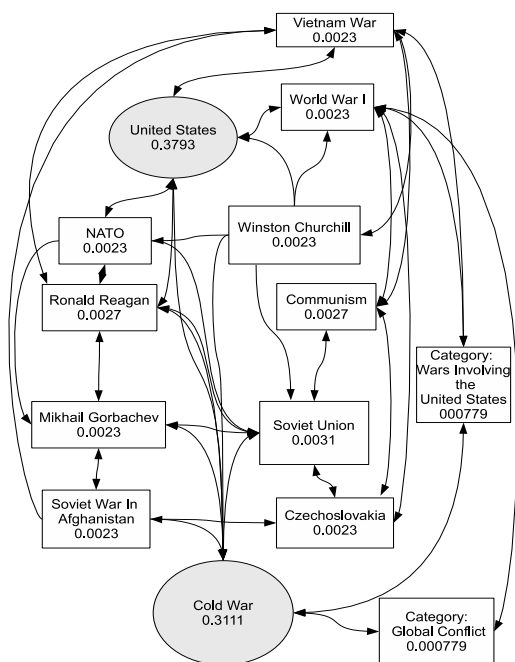 Vietnam War
0.0023
World War I
0.0023
United States
0.3793
NATO
0.0023
Winston Churchill
0.0023
Ronald Reagan
0.0027
Communism
0.0027
Category:
Wars Involving
the
United States
000779
Mikhail Gorbachev
0.0023
Soviet Union
0.0031
Soviet War In
Afghanistan
0.0023
Czechoslovakia
0.0023
Cold War
0.3111
Category:
Global Conflict
0.000779